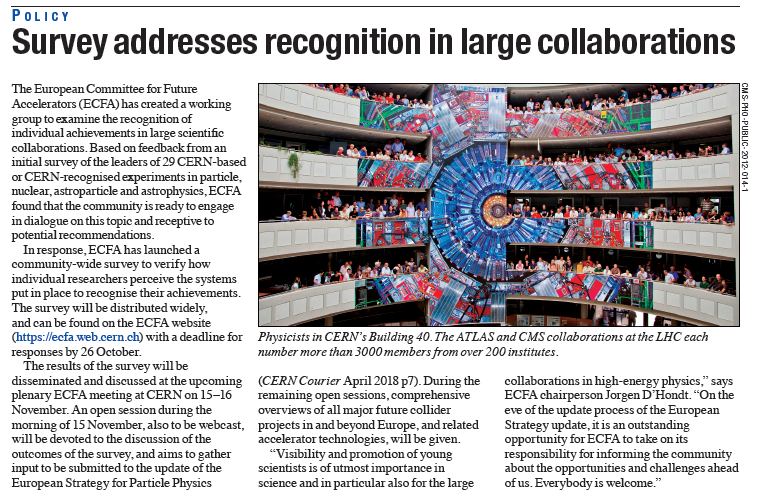 POLICY
Survey addresses recognition in large collaborations
The European Committee for Future
Accelerators (ECFA) has created a working
group to examine the recognition of
individual achievements in large scientific
collaborations. Based on feedback from an
initial survey of the leaders of 29 CERN-based
or CERN-recognised experiments in particle,
nuclear, astroparticle and astrophysics, ECFA
found that the community is ready to engage
in dialogue on this topic and receptive to
potential recommendations.
In response, ECFA has launched a
community-wide survey to verify how
individual researchers perceive the systems
put in place to recognise their achievements.
The survey will be distributed widely,
and can be found on the ECFA website
(https://ecfa.web.cern.ch) with a deadline for
responses by 26 October.
The results of the survey will be
disseminated and discussed at the upcoming
plenary ECFA meeting at CERN on 15–16
November. An open session during the
morning of 15 November, also to be webcast,
will be devoted to the discussion of the
outcomes of the survey, and aims to gather
input to be submitted to the update of the
European Strategy for Particle Physics
CMS-PHO-PUBLIC-2012-014-1
Physicists in CERN's Building 40. The ATLAS and CMS collaborations at the LHC each
number more than 3000 members from over 200 institutes.
(CERN Courier April 2018 p7). During the
remaining open sessions, comprehensive
overviews of all major future collider
projects in and beyond Europe, and related
accelerator technologies, will be given.
"Visibility and promotion of young
scientists is of utmost importance in
science and in particular also for the large
collaborations in high-energy physics," says
ECFA chairperson Jorgen D'Hondt. "On the
eve of the update process of the European
Strategy update, it is an outstanding
opportunity for ECFA to take on its
responsibility for informing the community
about the opportunities and challenges ahead
of us. Everybody is welcome."